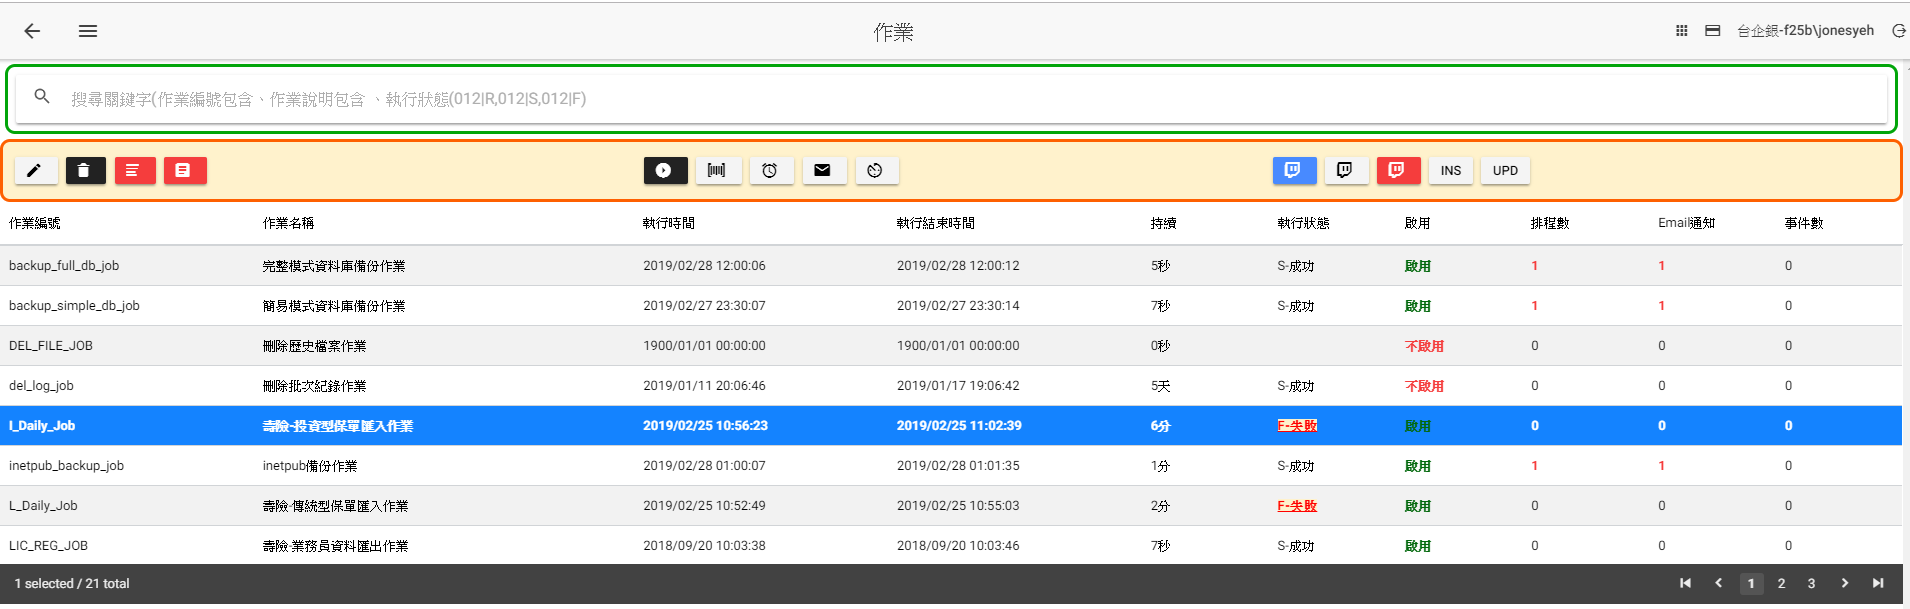 作業
台企銀-f25b\jonesyeh
搜尋關鍵字(作業編號包含、作業說明包含 、執行狀態(012|R,012|S,012|F)
INS UPD
作業編號 作業名稱 執行時間 執行結束時間 持續 執行狀態 啟用 排程數 Email通知 事件數
backup_full_db_job 完整模式資料庫備份作業 2019/02/28 12:00:06 2019/02/28 12:00:12 5秒 S-成功 啟用 1 1 0
backup_simple_db_job 簡易模式資料庫備份作業 2019/02/27 23:30:07 2019/02/27 23:30:14 7秒 S-成功 啟用 1 1 0
DEL_FILE_JOB 刪除歷史檔案作業 1900/01/01 00:00:00 1900/01/01 00:00:00 0秒 不啟用 0 0 0
del_log_job 刪除批次紀錄作業 2019/01/11 20:06:46 2019/01/17 19:06:42 5天 S-成功 不啟用 0 0 0
I_Daily_Job 壽險-投資型保單匯入作業 2019/02/25 10:56:23 2019/02/25 11:02:39 6分 F-失敗 啟用 0 0 0
inetpub_backup_job inetpub備份作業 2019/02/28 01:00:07 2019/02/28 01:01:35 1分 S-成功 啟用 1 1 0
L_Daily_Job 壽險-傳統型保單匯入作業 2019/02/25 10:52:49 2019/02/25 10:55:03 2分 F-失敗 啟用 0 0 0
LIC_REG_JOB 壽險-業務員資料匯出作業 2018/09/20 10:03:38 2018/09/20 10:03:46 7秒 S-成功 啟用 0 0 0
1 selected / 21 total 1 2 3